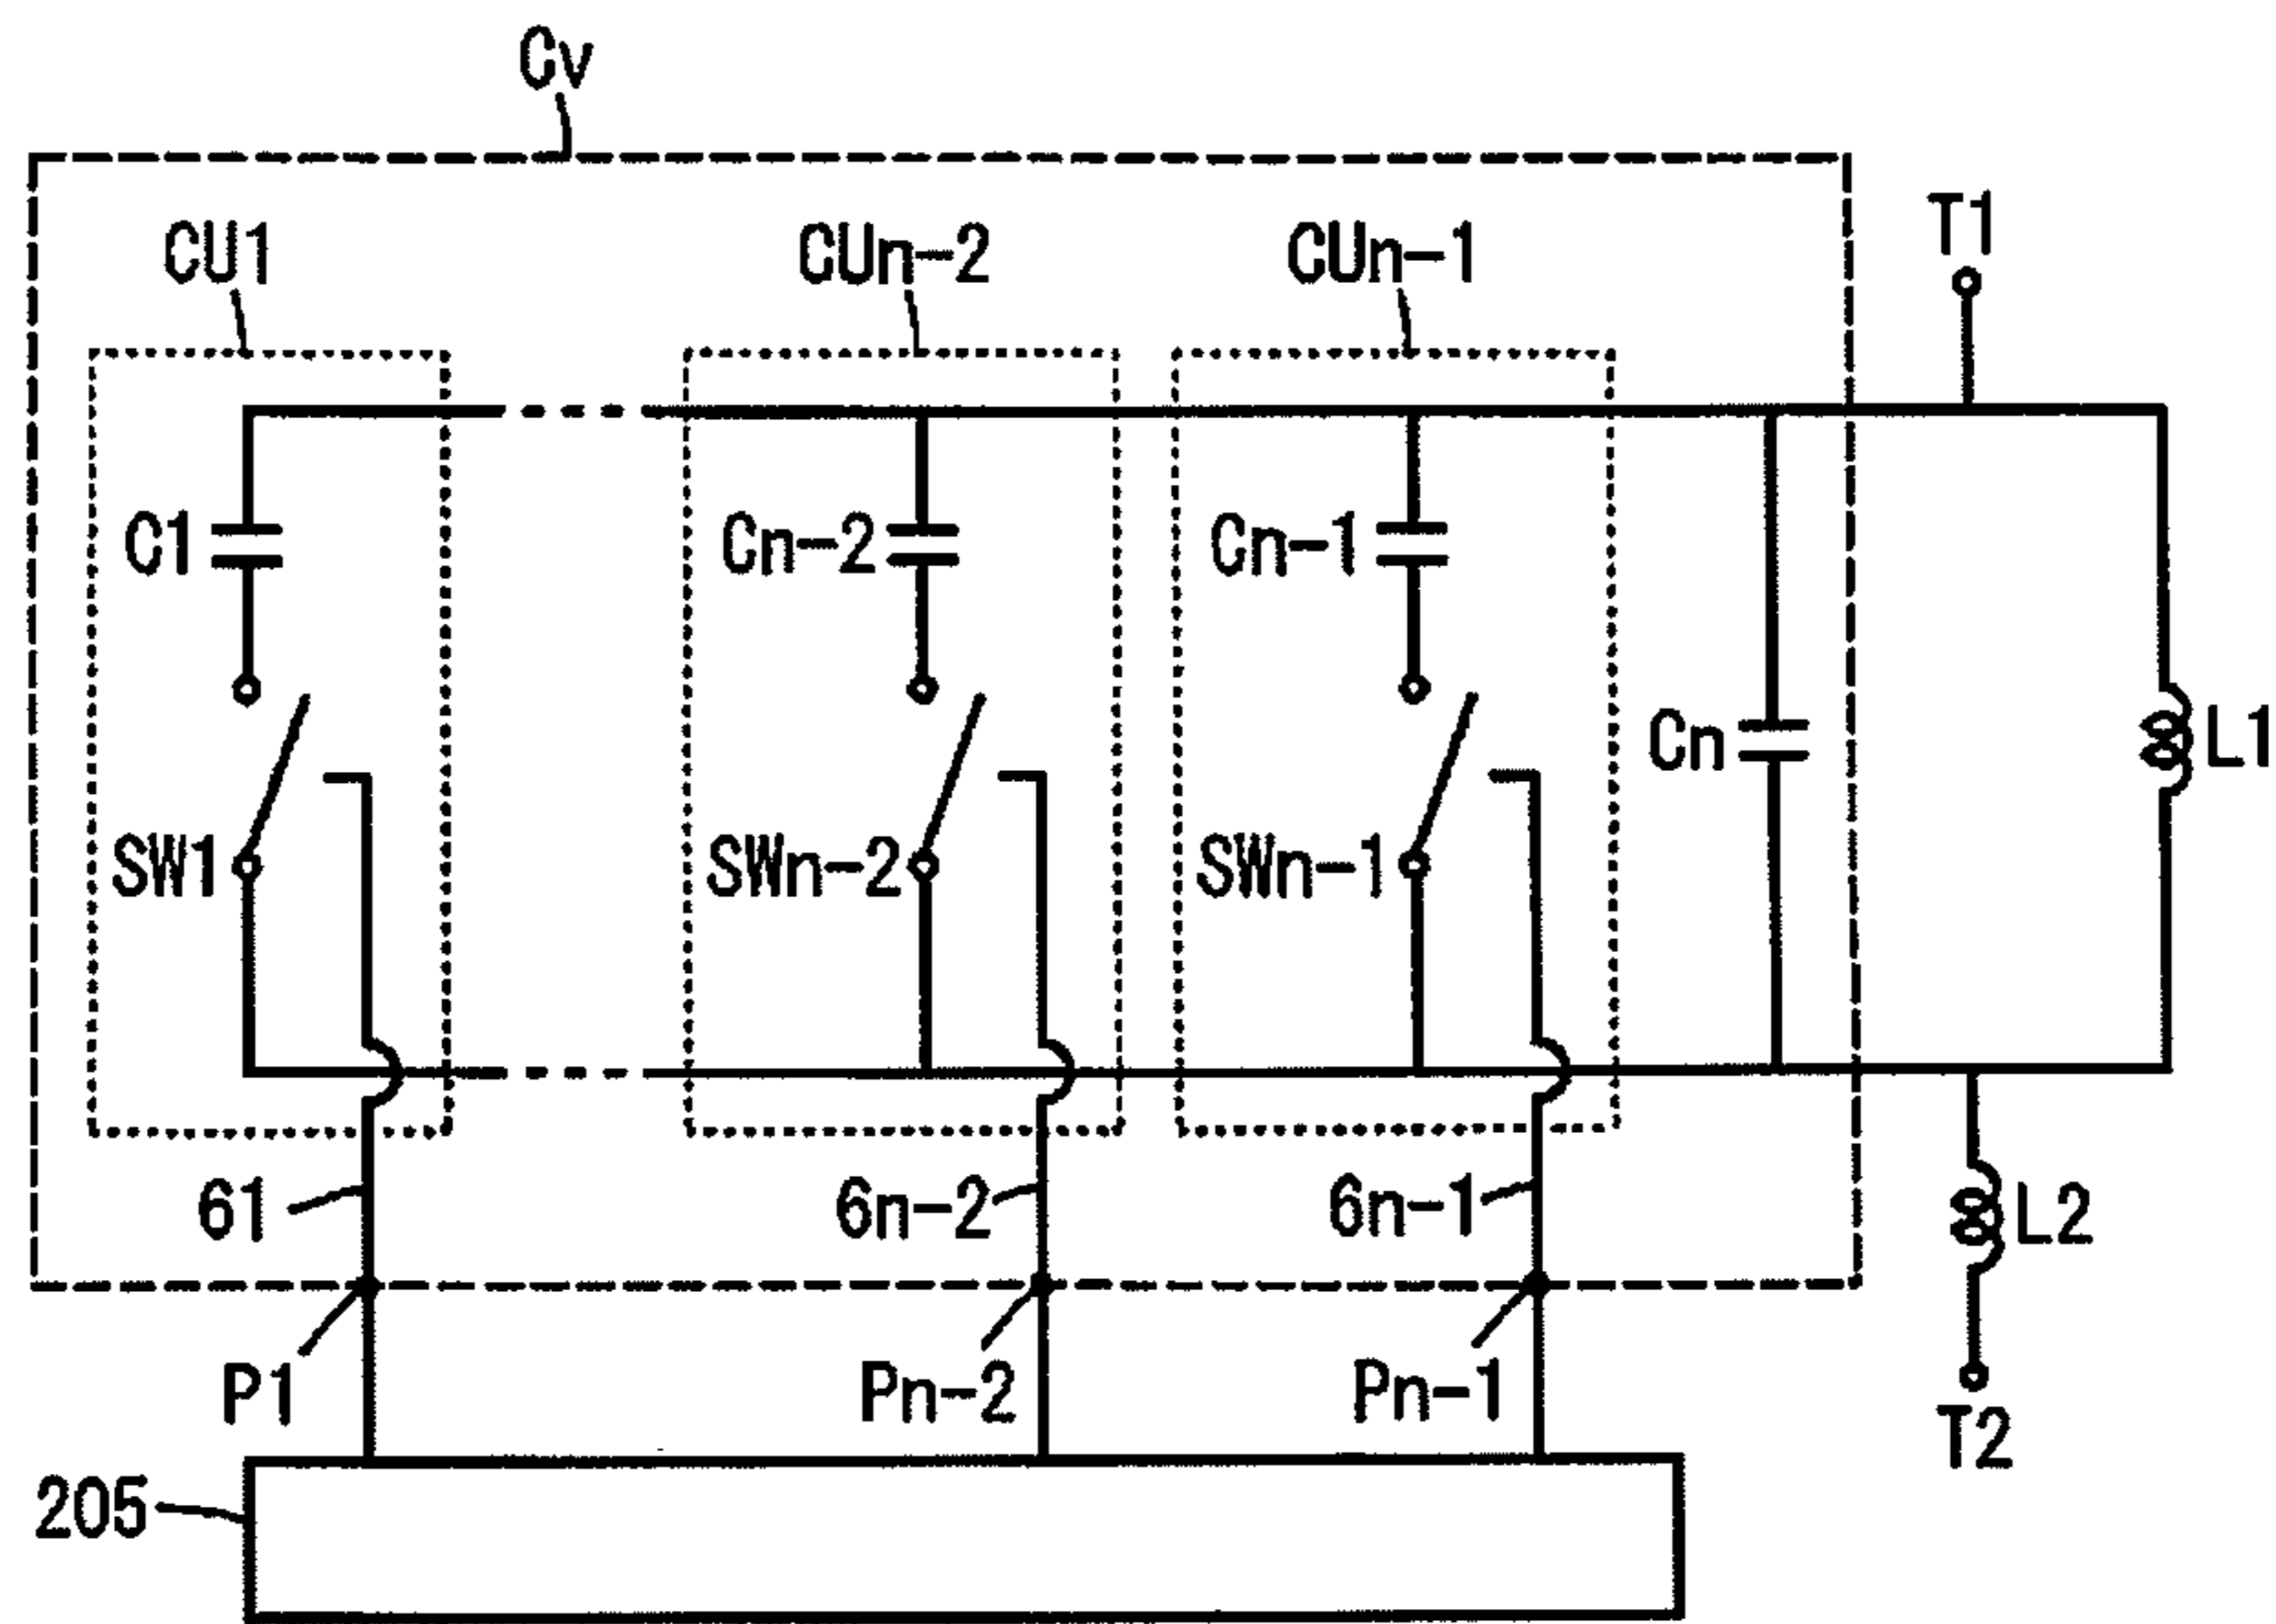 Cv
CU1
CUn-2
CUn-1
T1
C1
Cn-2
Cn-1
Cn
L1
SW1
SWn-2
SWn-1
61
6n-2
6n-1
L2
P1
Pn-2
Pn-1
T2
205